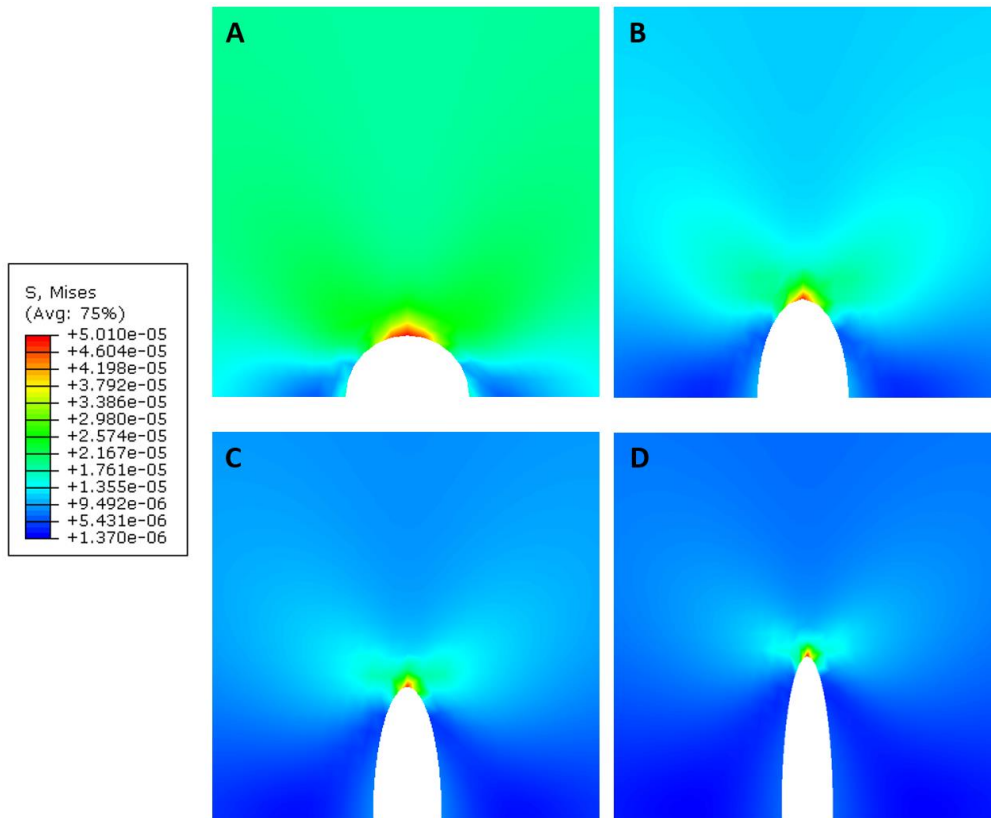 A
B
S, Mises
(Avg: 75%)
+5.010e-05
+4.604e-05
+4.198e-05
+3.792e-05
+3.386e-05
+2.980e-05
+2.574e-05
+2.167e-05
+1.761e-05
+1.355e-05
+9.492e-06
+5.431e-06
+1.370e-06
C
D